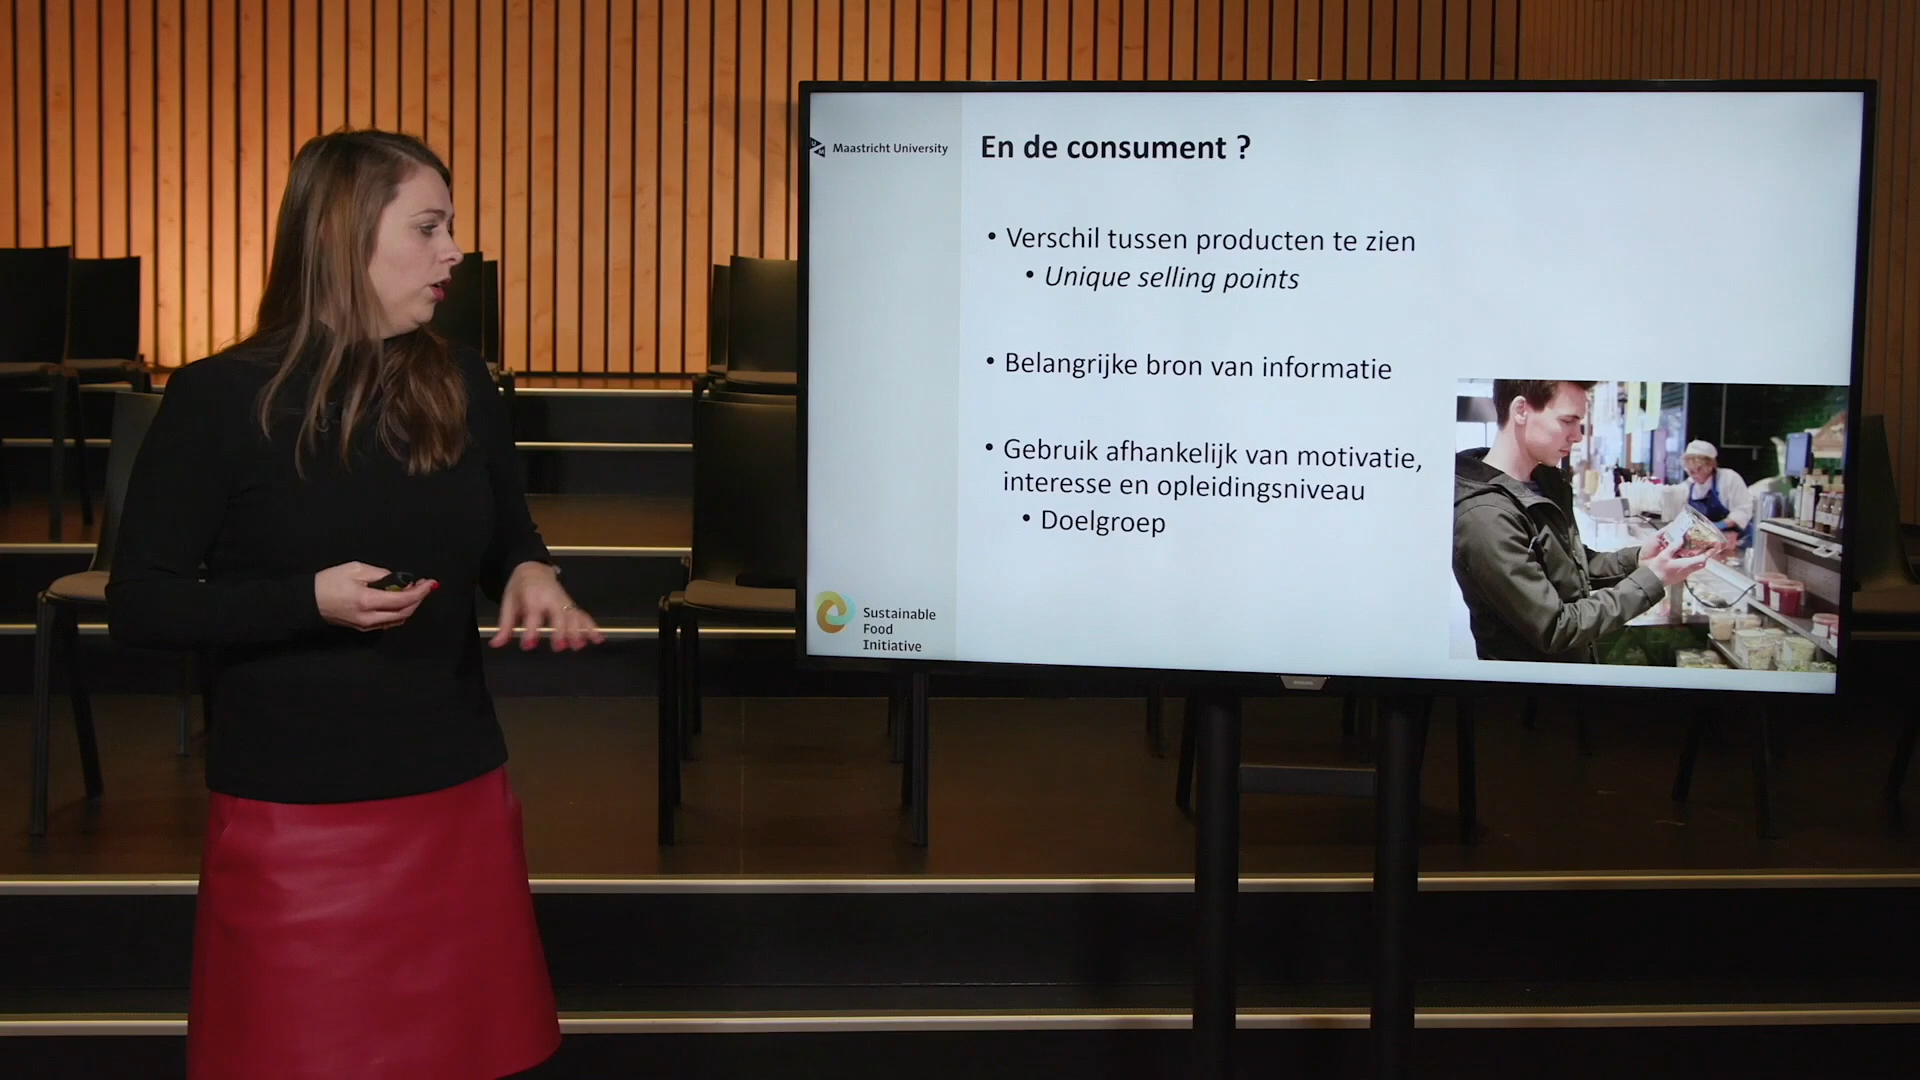 Maastricht University
En de consument ?
• Verschil tussen producten te zien
• Unique selling points
• Belangrijke bron van informatie
• Gebruik afhankelijk van motivatie,
interesse en opleidingsniveau
• Doelgroep
Sustainable
Food
Initiative